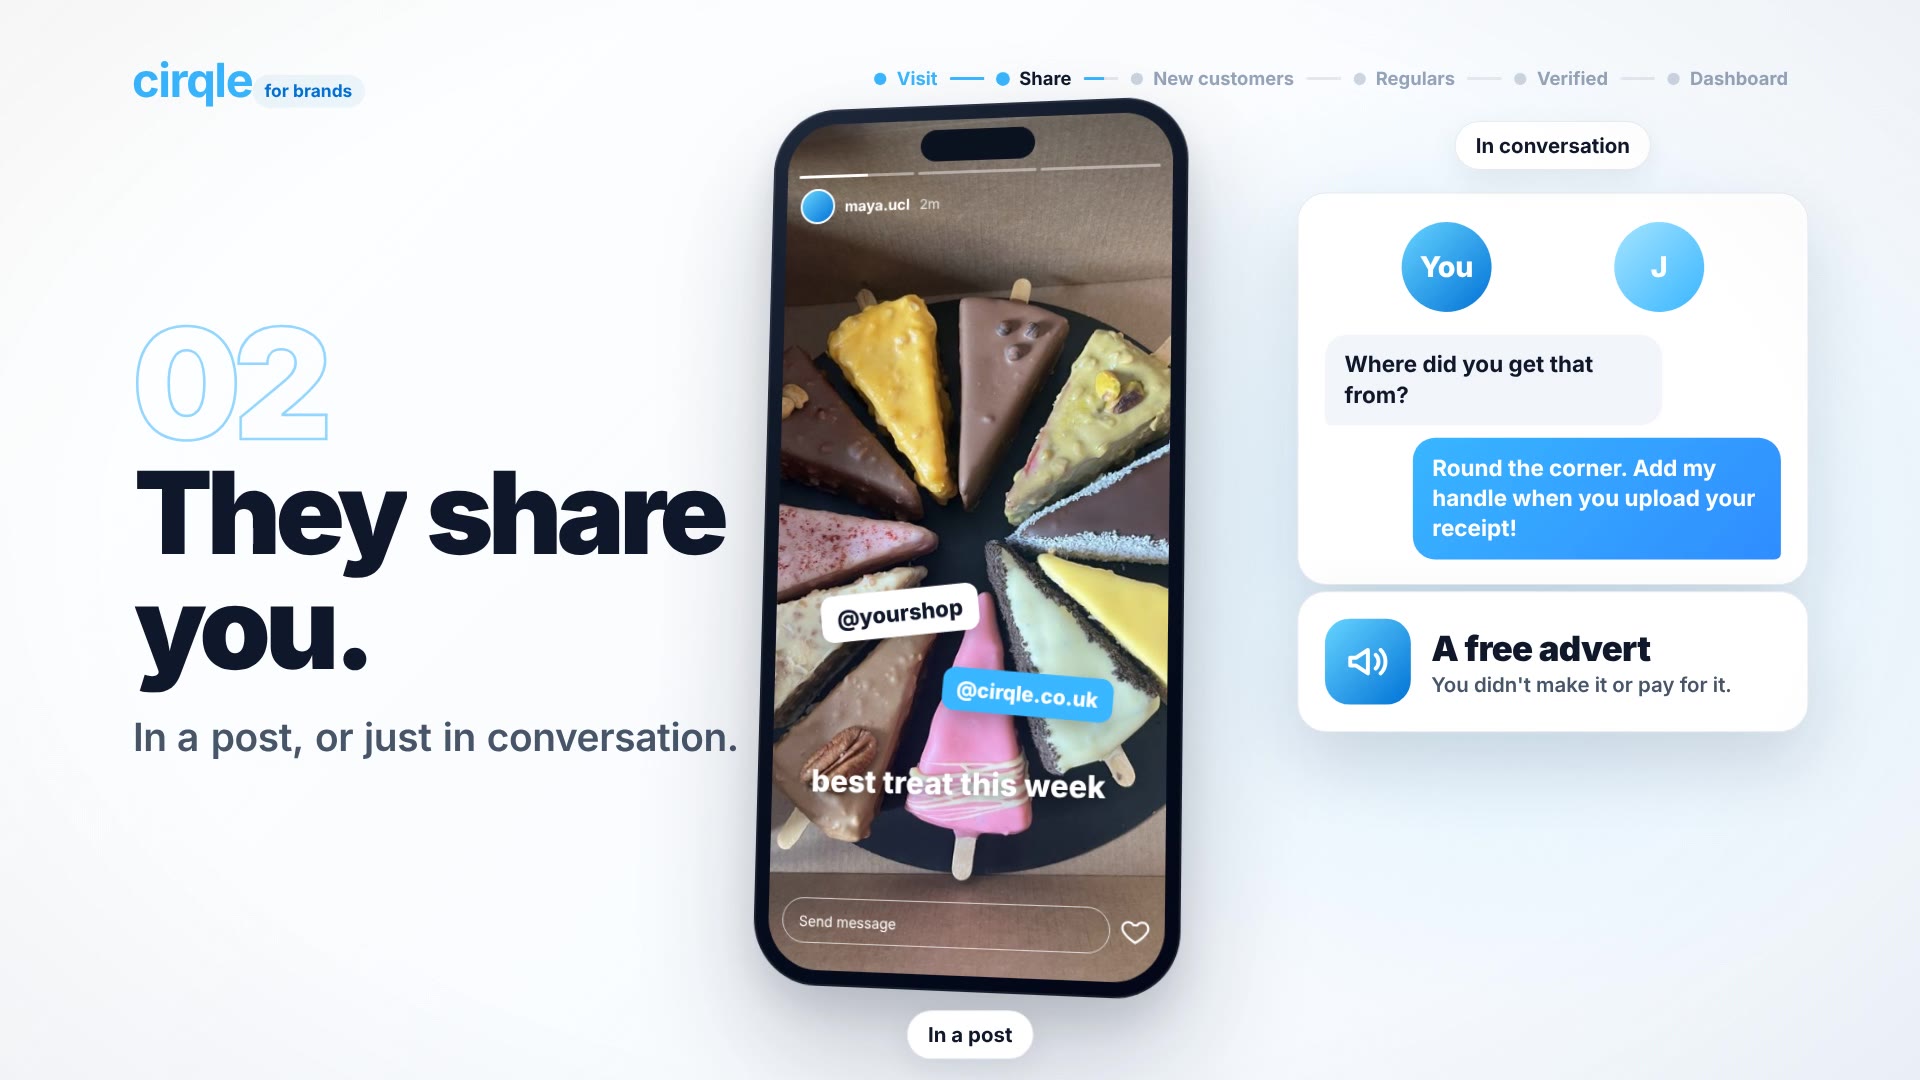 cirqle for brands
Visit
Share
New customers
Regulars
Verified
Dashboard
02
They share
you.
In a post, or just in conversation.
maya.ucl 2m
@yourshop
@cirqle.co.uk
best treat this week
Send message
In a post
In conversation
You
J
Where did you get that
from?
Round the corner. Add my
handle when you upload your
receipt!
A free advert
You didn't make it or pay for it.